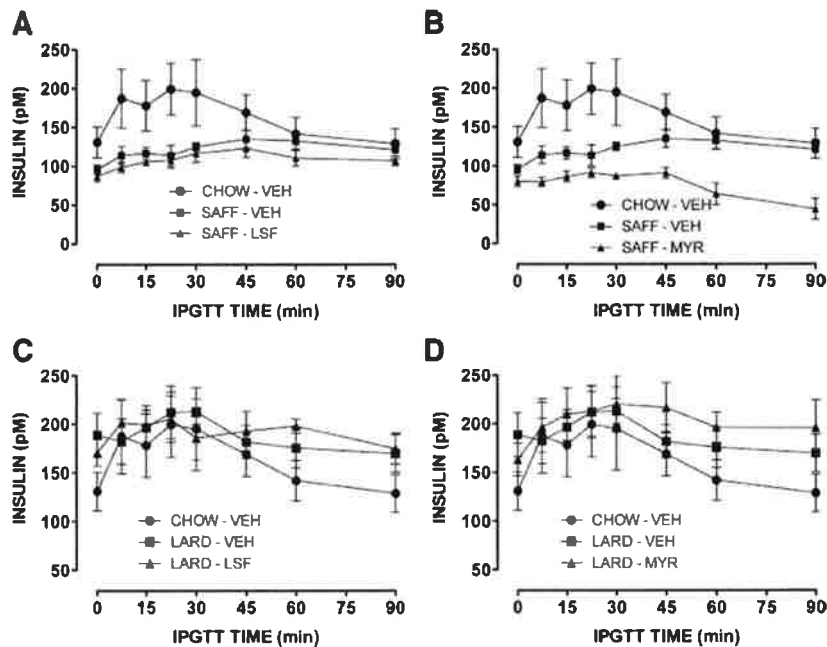 A
INSULIN (pM)
250
200
150
100
50
0
CHOW - VEH
SAFF - VEH
SAFF - LSF
0 15 30 45 60 75 90
IPGTT TIME (min)
B
INSULIN (pM)
250
200
150
100
50
0
CHOW - VEH
SAFF - VEH
SAFF - MYR
0 15 30 45 60 75 90
IPGTT TIME (min)
C
INSULIN (pM)
250
200
150
100
50
CHOW - VEH
LARD - VEH
LARD - LSF
0 15 30 45 60 75 90
IPGTT TIME (min)
D
INSULIN (pM)
250
200
150
100
50
CHOW - VEH
LARD - VEH
LARD - MYR
0 15 30 45 60 75 90
IPGTT TIME (min)